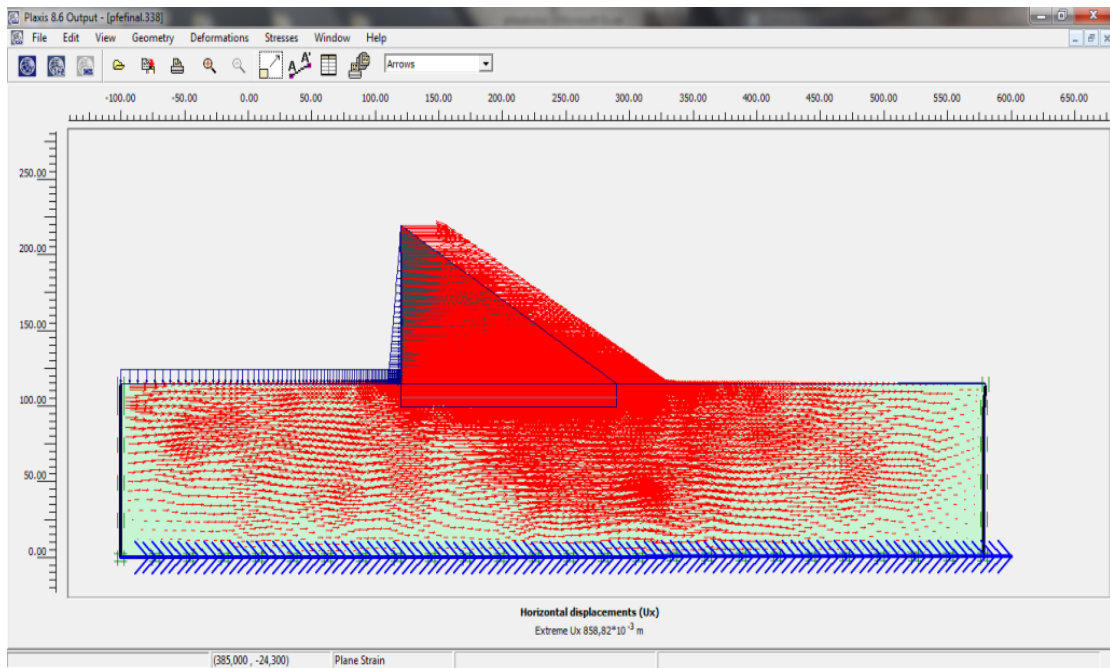 Plaxis 8.6 Output - [pfefinal.338]
File Edit View Geometry Deformations Stresses Window Help
Arrows
-100.00 -50.00 0.00 50.00 100.00 150.00 200.00 250.00 300.00 350.00 400.00 450.00 500.00 550.00 600.00 650.00
250.00
200.00
150.00
100.00
50.00
0.00
Horizontal displacements (Ux)
Extreme Ux 858,82*10⁻³ m
(385,000 , -24,300) Plane Strain